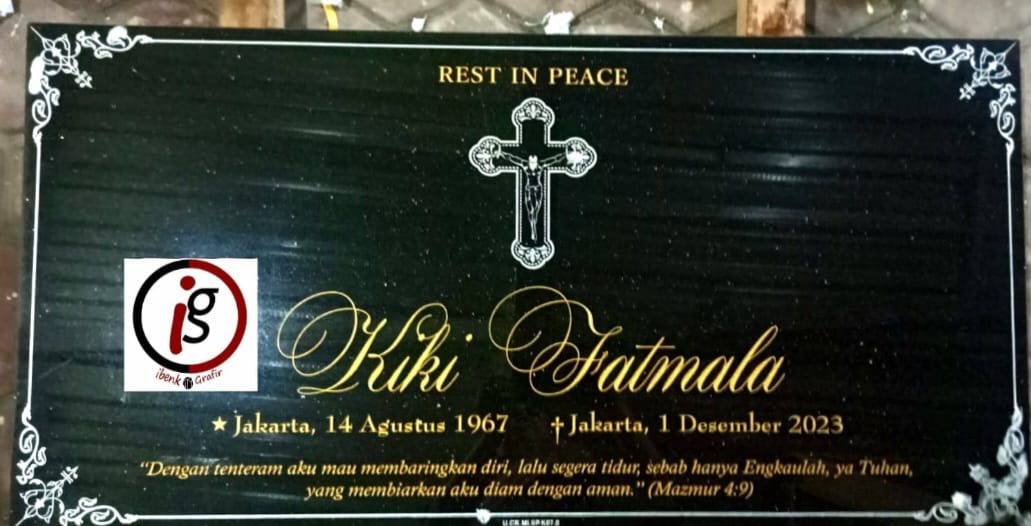 REST IN PEACE
ig
ibenk Grafir
Kiki Fatmala
Jakarta, 14 Agustus 1967 Jakarta, 1 Desember 2023
"Dengan tenteram aku mau membaringkan diri, lalu segera tidur, sebab hanya Engkaulah, ya Tuhan,
yang membiarkan aku diam dengan aman." (Mazmur 4:9)